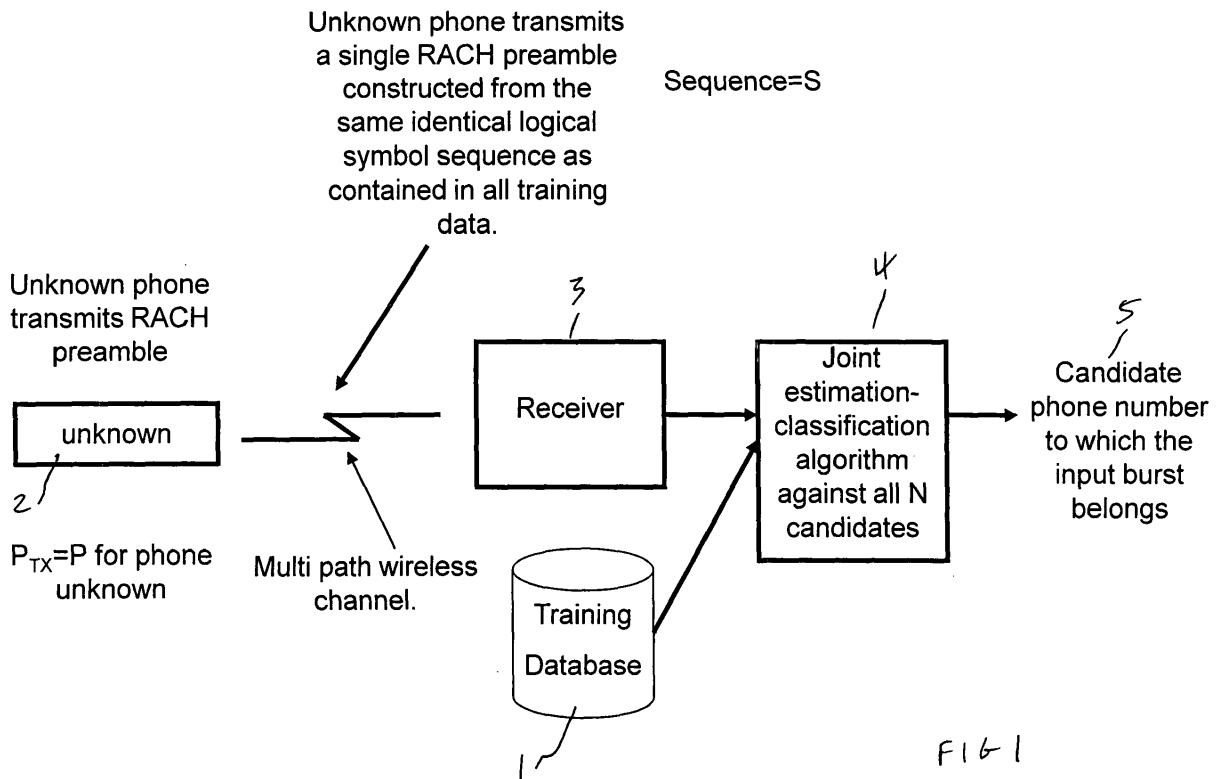 Unknown phone transmits
a single RACH preamble
constructed from the
same identical logical
symbol sequence as
contained in all training
data.
Sequence=S
Unknown phone
transmits RACH
preamble
unknown
2
P_TX=P for phone
unknown
Multi path wireless
channel.
3
Receiver
Training
Database
1
4
Joint
estimation-
classification
algorithm
against all N
candidates
5
Candidate
phone number
to which the
input burst
belongs
FIG 1